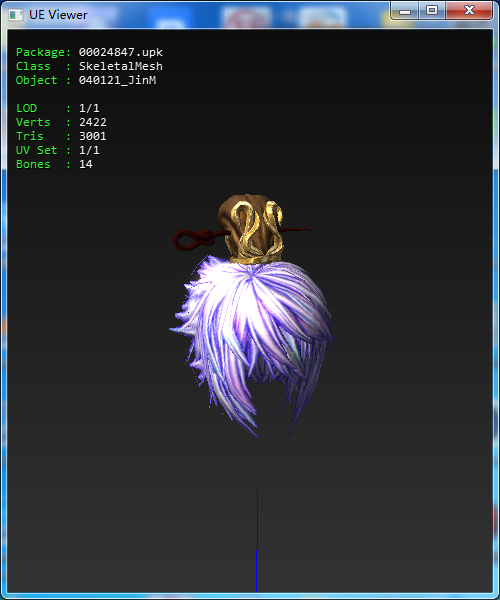 UE Viewer
Package: 00024847.upk
Class : SkeletalMesh
Object : 040121_JinM
LOD : 1/1
Verts : 2422
Tris : 3001
UV Set : 1/1
Bones : 14